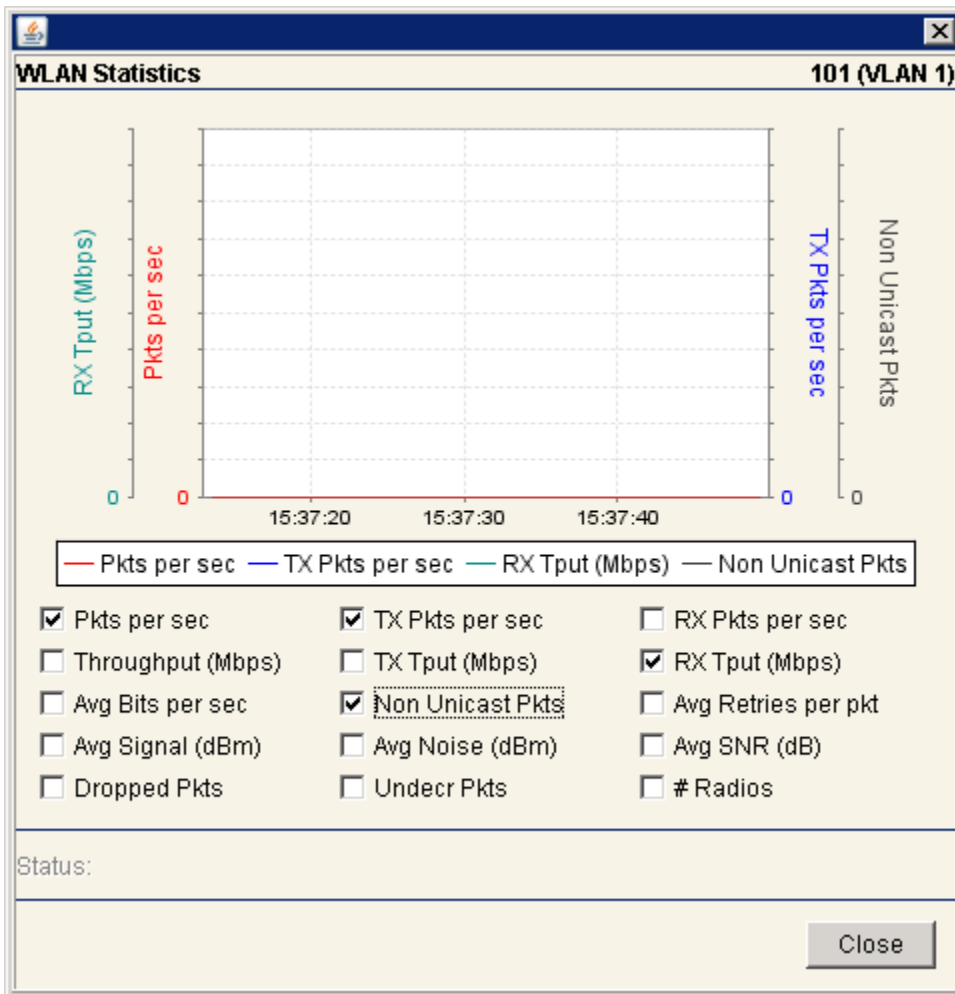 WLAN Statistics 101 (VLAN 1)
RX Tput (Mbps)
Pkts per sec
TX Pkts per sec
Non Unicast Pkts
0 0 0 0
15:37:20 15:37:30 15:37:40
Pkts per sec TX Pkts per sec RX Tput (Mbps) Non Unicast Pkts
Pkts per sec TX Pkts per sec RX Pkts per sec
Throughput (Mbps) TX Tput (Mbps) RX Tput (Mbps)
Avg Bits per sec Non Unicast Pkts Avg Retries per pkt
Avg Signal (dBm) Avg Noise (dBm) Avg SNR (dB)
Dropped Pkts Undecr Pkts # Radios
Status:
Close